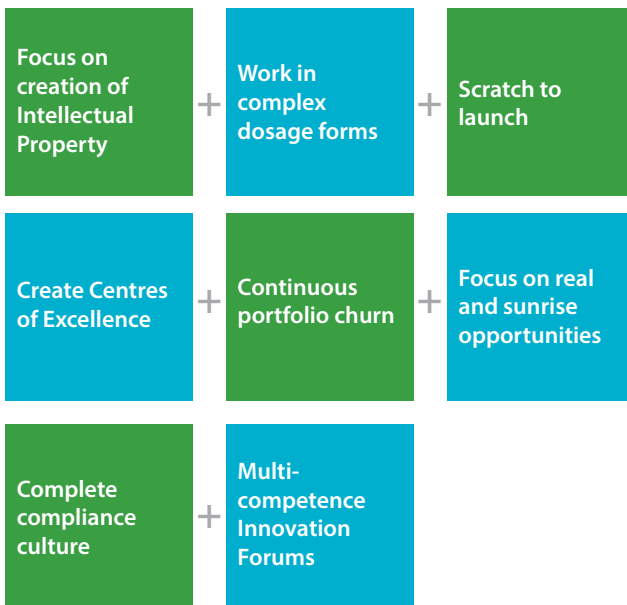 Focus on
creation of
Intellectual
Property
+
Work in
complex
dosage forms
+
Scratch to
launch
Create Centres
of Excellence
+
Continuous
portfolio churn
+
Focus on real
and sunrise
opportunities
Complete
compliance
culture
+
Multi-
competence
Innovation
Forums